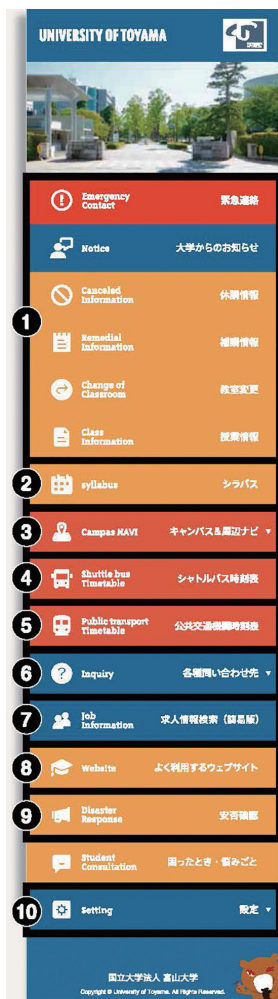 UNIVERSITY OF TOYAMA
Emergency
Contact
緊急連絡
Notice
大学からのお知らせ
1
Canceled
Information
休講情報
Remedial
Information
補講情報
Change of
Classroom
教室変更
Class
Information
授業情報
2
syllabus
シラバス
3
Campas NAVI
キャンパス&周辺ナビ ▼
4
Shuttle bus
Timetable
シャトルバス時刻表
5
Public transport
Timetable
公共交通機関時刻表
6
?
Inquiry
各種問い合わせ先 ▼
7
Job
Information
求人情報検索(簡易版)
8
Website
よく利用するウェブサイト
9
Disaster
Response
安否確認
Student
Consultation
困ったとき・悩みごと
10
Setting
設定 ▼
国立大学法人 富山大学
Copyright © University of Toyama. All Rights Reserved.